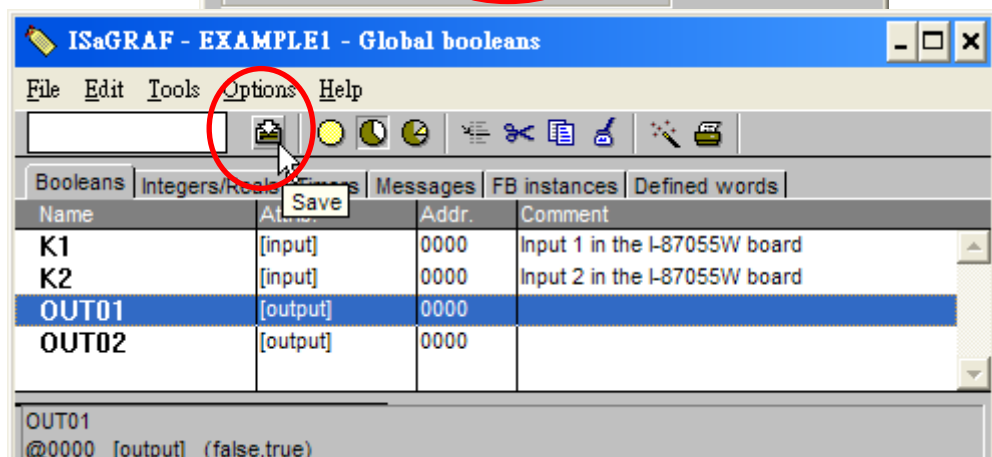 ISaGRAF - EXAMPLE1 - Global booleans
File Edit Tools Options Help
Booleans Integers/Reals Timers Messages FB instances Defined words
Save
Name Attrib. Addr. Comment
K1 [input] 0000 Input 1 in the I-87055W board
K2 [input] 0000 Input 2 in the I-87055W board
OUT01 [output] 0000
OUT02 [output] 0000
OUT01
@0000 [output] (false,true)